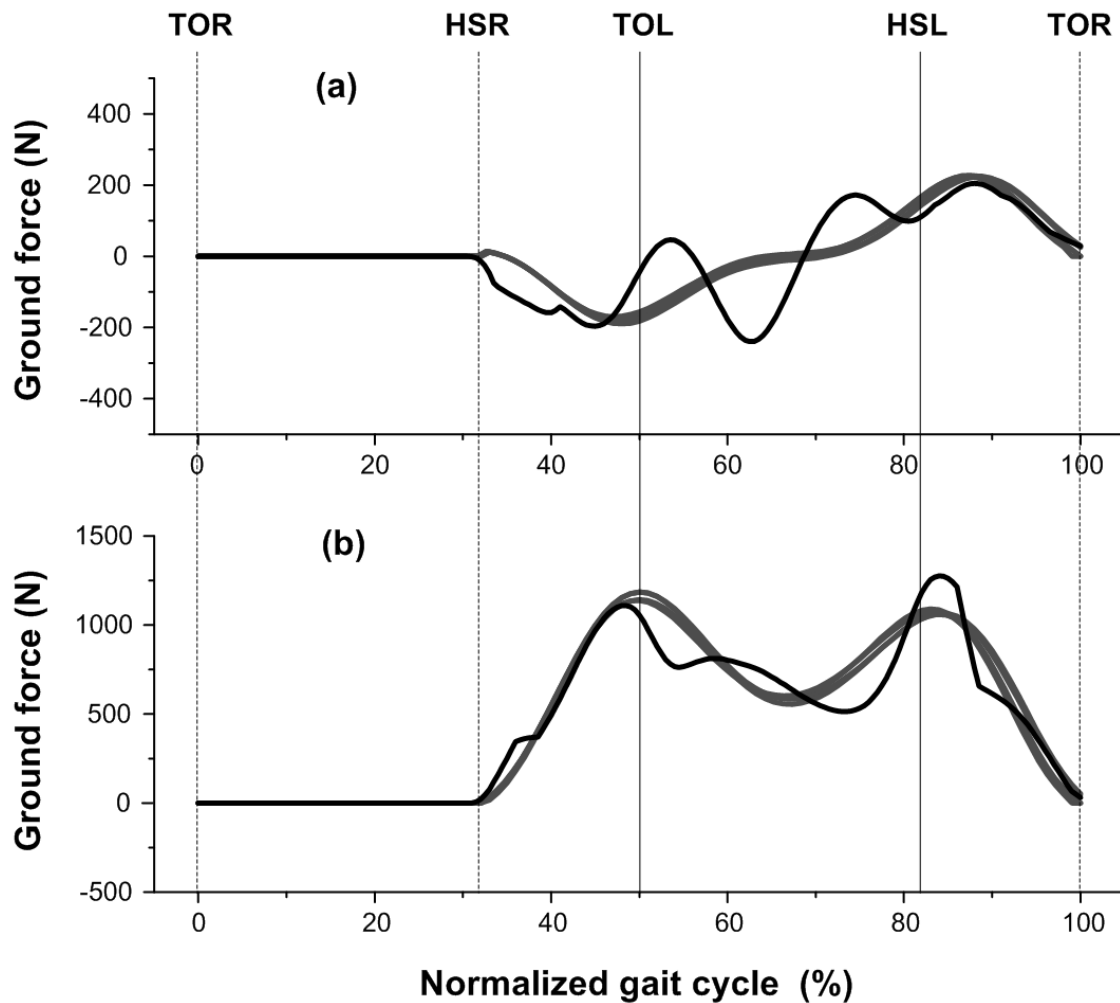 TOR HSR TOL HSL TOR
(a)
Ground force (N)
400
200
0
-200
-400
0 20 40 60 80 100
(b)
Ground force (N)
1500
1000
500
0
-500
0 20 40 60 80 100
Normalized gait cycle (%)